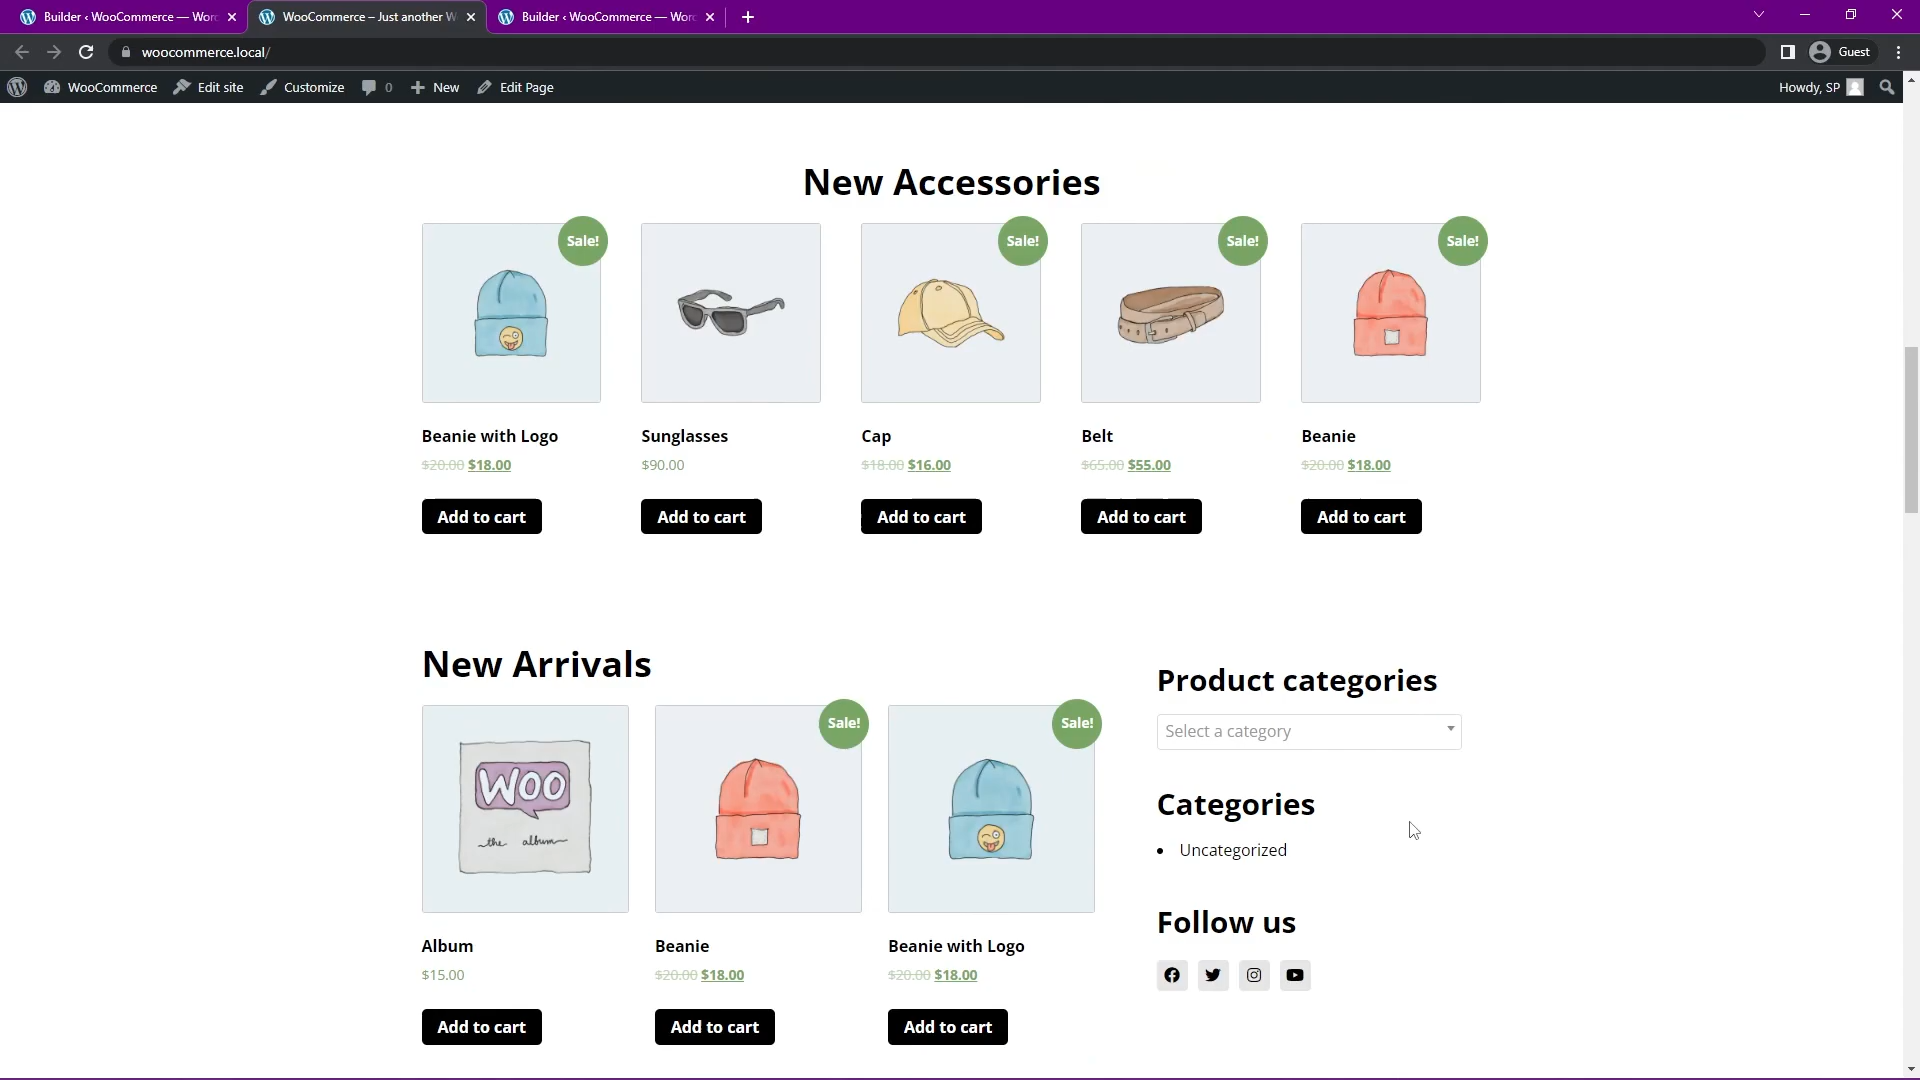 Builder ‹ WooCommerce — Wor
WooCommerce – Just another W
Builder ‹ WooCommerce — Wor
woocommerce.local/
Guest
WooCommerce
Edit site
Customize
0
New
Edit Page
Howdy, SP
New Accessories
Sale!
Sale!
Sale!
Sale!
Beanie with Logo
Sunglasses
Cap
Belt
Beanie
$20.00 $18.00
$90.00
$18.00 $16.00
$65.00 $55.00
$20.00 $18.00
Add to cart
Add to cart
Add to cart
Add to cart
Add to cart
New Arrivals
Product categories
Sale!
Sale!
Select a category
WOO
the album
Categories
Uncategorized
Follow us
Album
Beanie
Beanie with Logo
$15.00
$20.00 $18.00
$20.00 $18.00
Add to cart
Add to cart
Add to cart